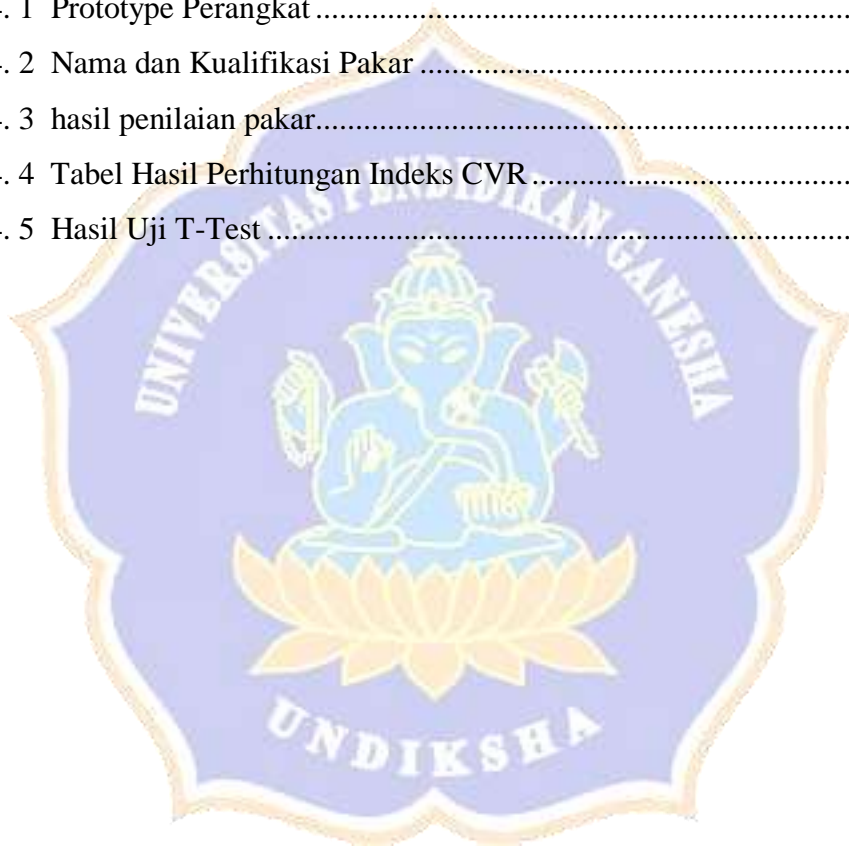 . 1 Prototype Perangkat
. 2 Nama dan Kualifikasi Pakar
. 3 hasil penilaian pakar
. 4 Tabel Hasil Perhitungan Indeks CVR
. 5 Hasil Uji T-Test
UNIVERSITAS PENDIDIKAN GANESHA
UNDIKSHA